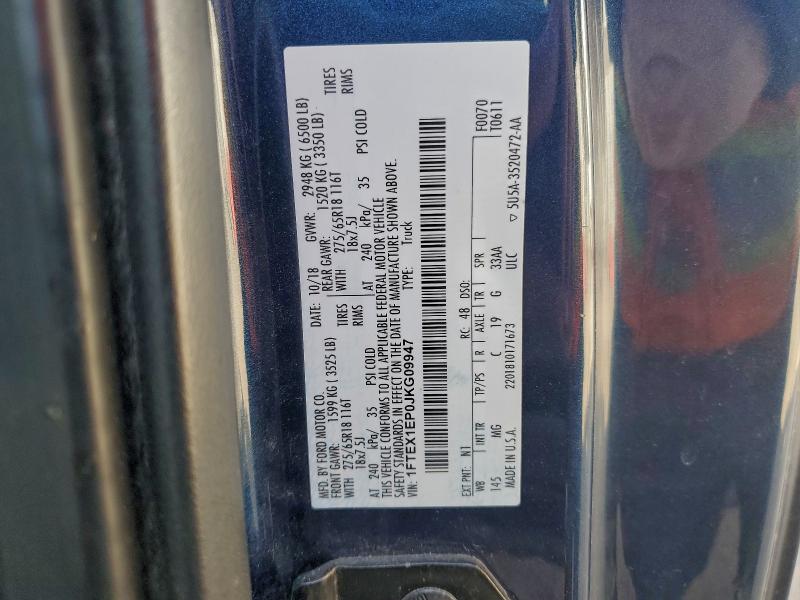 MFD. BY FORD MOTOR CO. DATE: 10/18 GVWR: 2948 KG ( 6500 LB)
FRONT GAWR: 1599 KG ( 3525 LB) REAR GAWR: 1520 KG ( 3350 LB)
WITH 275/65R18 116T TIRES WITH 275/65R18 116T TIRES
18x7.5J RIMS 18x7.5J RIMS
AT 240 kPa/ 35 PSI COLD AT 240 kPa/ 35 PSI COLD
THIS VEHICLE CONFORMS TO ALL APPLICABLE FEDERAL MOTOR VEHICLE
SAFETY STANDARDS IN EFFECT ON THE DATE OF MANUFACTURE SHOWN ABOVE.
VIN: 1FTEX1EP0JKG09947 TYPE: Truck
F0070
T0611
EXT PNT: N1 RC: 48 DSO:
WB INT TR TP/PS R AXLE TR SPR
145 MG C 19 G 33AA
MADE IN U.S.A. 2201810171673 ULC
▽ 5U5A-3520472-AA